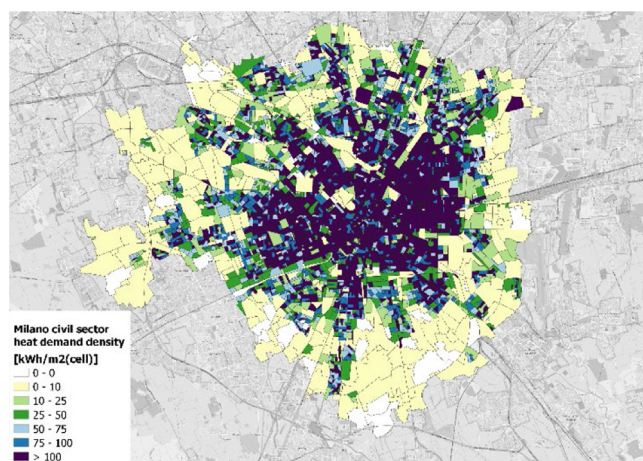 Milano civil sector
heat demand density
[kWh/m2(cell)]
0 - 0
0 - 10
10 - 25
25 - 50
50 - 75
75 - 100
> 100